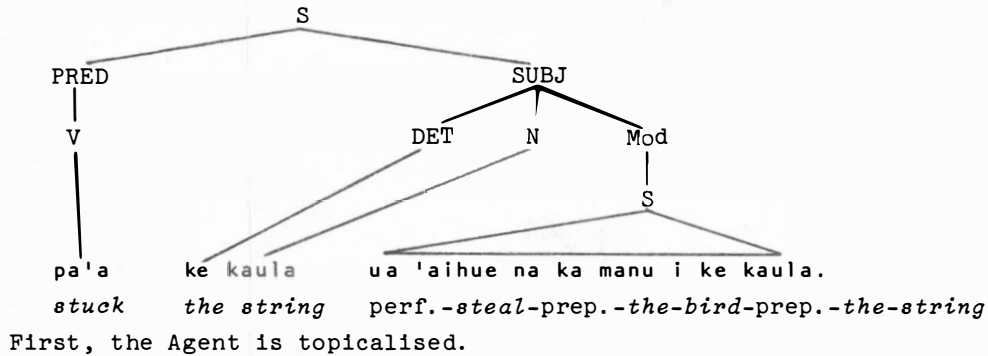 S
PRED SUBJ
V DET N Mod
S
pa'a ke kaula ua 'aihue na ka manu i ke kaula.
stuck the string perf.-steal-prep.-the-bird-prep.-the-string
First, the Agent is topicalised.